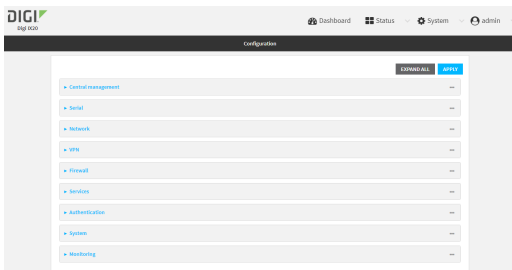 DIGI
Digi IX20
Dashboard
Status
System
admin
Configuration
EXPAND ALL
APPLY
Central management
Serial
Network
VPN
Firewall
Services
Authentication
System
Monitoring